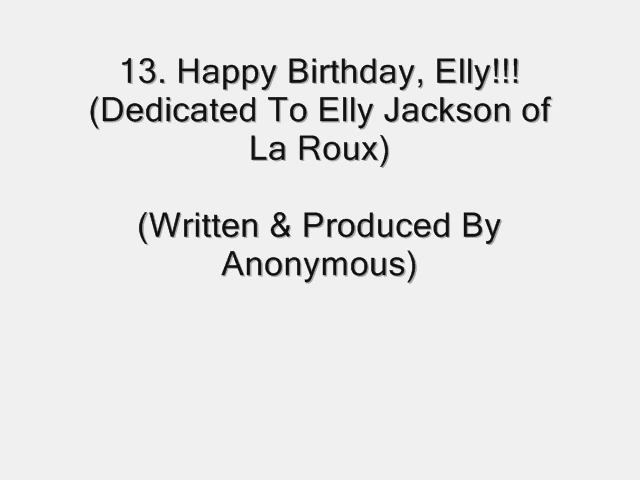 13. Happy Birthday, Elly!!!
(Dedicated To Elly Jackson of
La Roux)
(Written & Produced By
Anonymous)